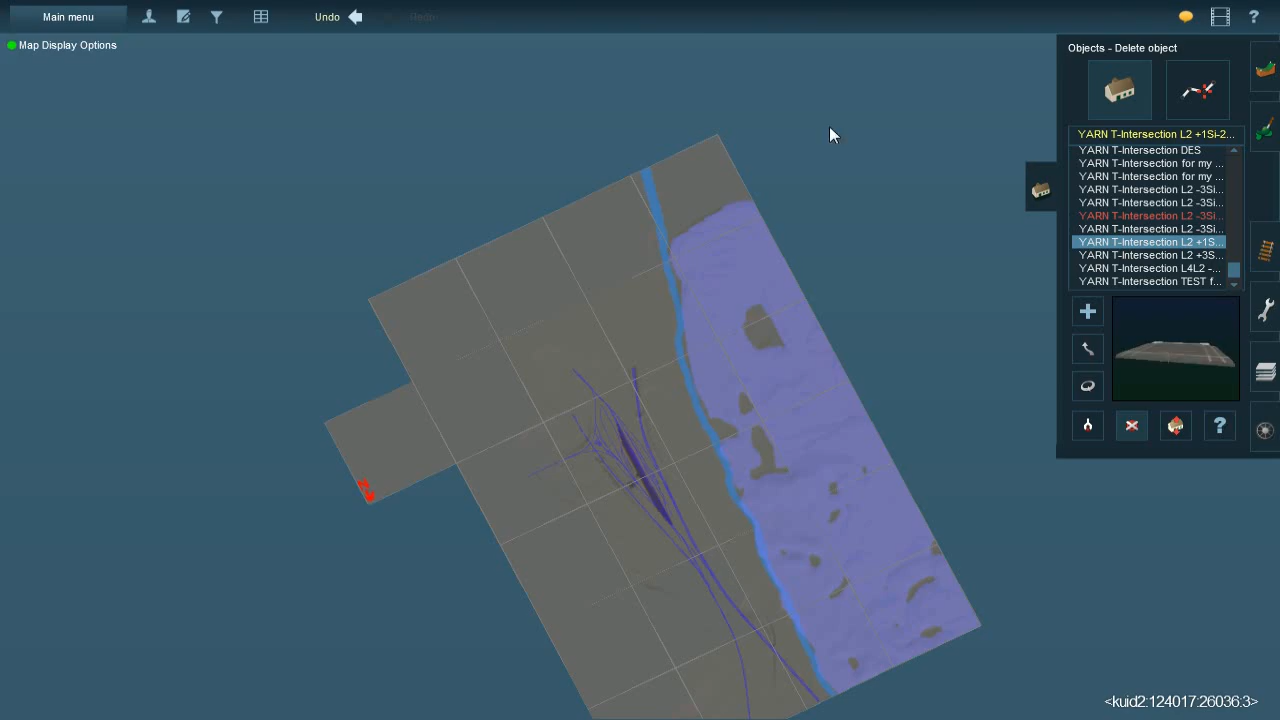 Main menu
Undo
Redo
Map Display Options
Objects - Delete object
YARN T-Intersection L2 +1Si-2...
YARN T-Intersection DES
YARN T-Intersection for my ...
YARN T-Intersection for my ...
YARN T-Intersection L2 -3Si...
YARN T-Intersection L2 -3Si...
YARN T-Intersection L2 -3Si...
YARN T-Intersection L2 -3Si...
YARN T-Intersection L2 +1S...
YARN T-Intersection L2 +3S...
YARN T-Intersection L4L2 -...
YARN T-Intersection TEST f...
<kuid2:124017:26036:3>